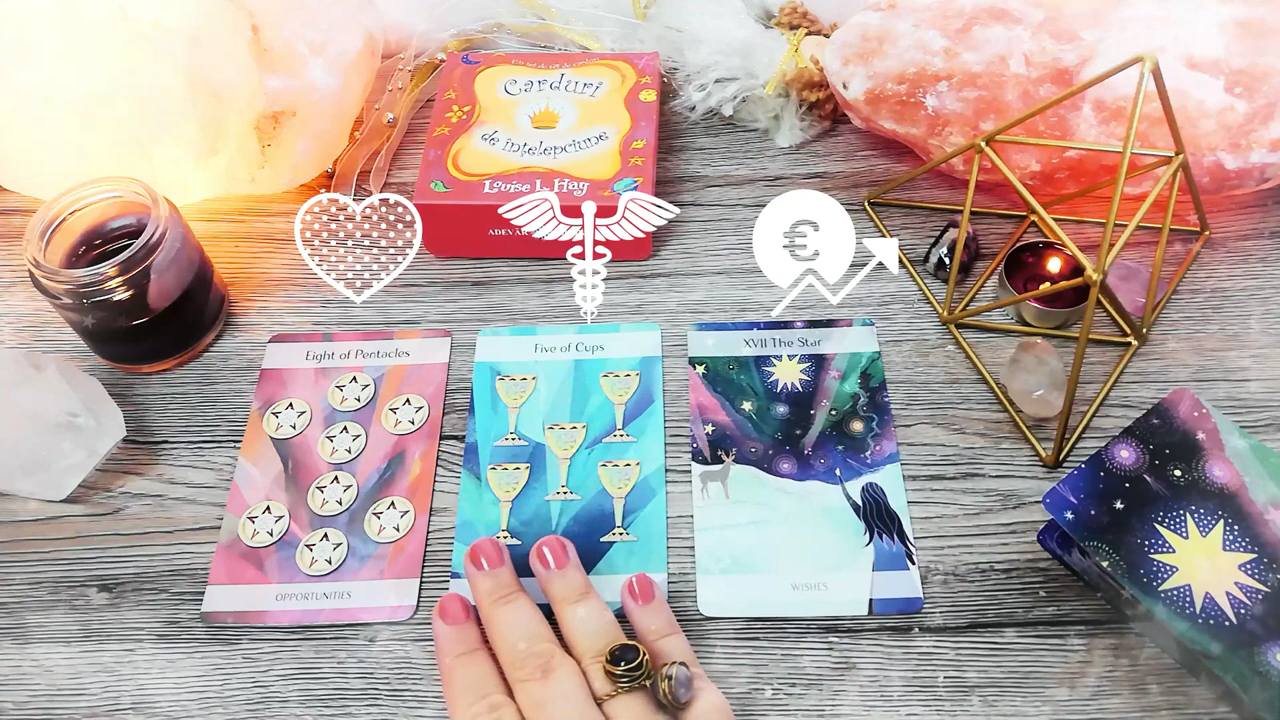 Carduri
de înțelepciune
Louise L. Hay
€
Eight of Pentacles
Five of Cups
XVII The Star
OPPORTUNITIES
WISHES